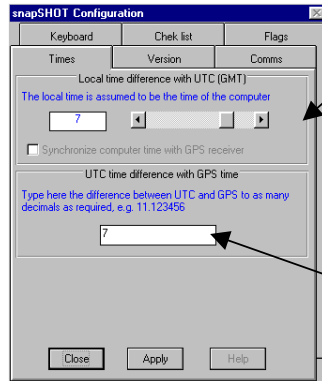 snapSHOT Configuration
Keyboard Chek list Flags
Times Version Comms
Local time difference with UTC (GMT)
The local time is assumed to be the time of the computer
7
Synchronize computer time with GPS receiver
UTC time difference with GPS time
Type here the difference between UTC and GPS to as many
decimals as required, e.g. 11.123456
7
Close Apply Help